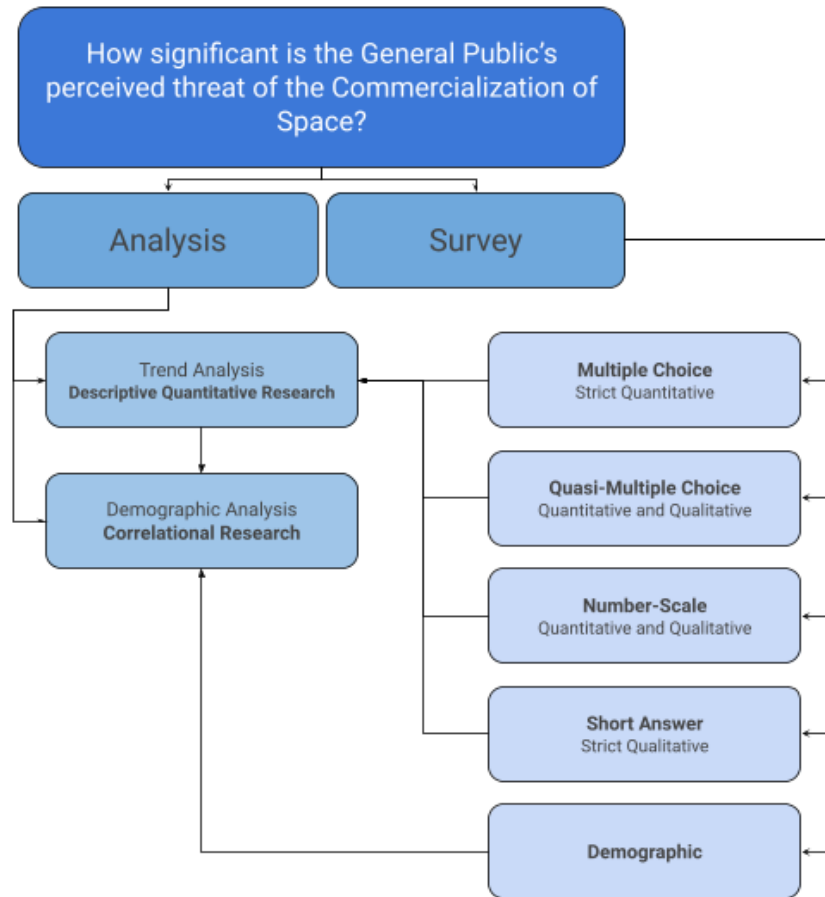 How significant is the General Public’s
perceived threat of the Commercialization of
Space?
Analysis
Survey
Trend Analysis
Descriptive Quantitative Research
Demographic Analysis
Correlational Research
Multiple Choice
Strict Quantitative
Quasi-Multiple Choice
Quantitative and Qualitative
Number-Scale
Quantitative and Qualitative
Short Answer
Strict Qualitative
Demographic